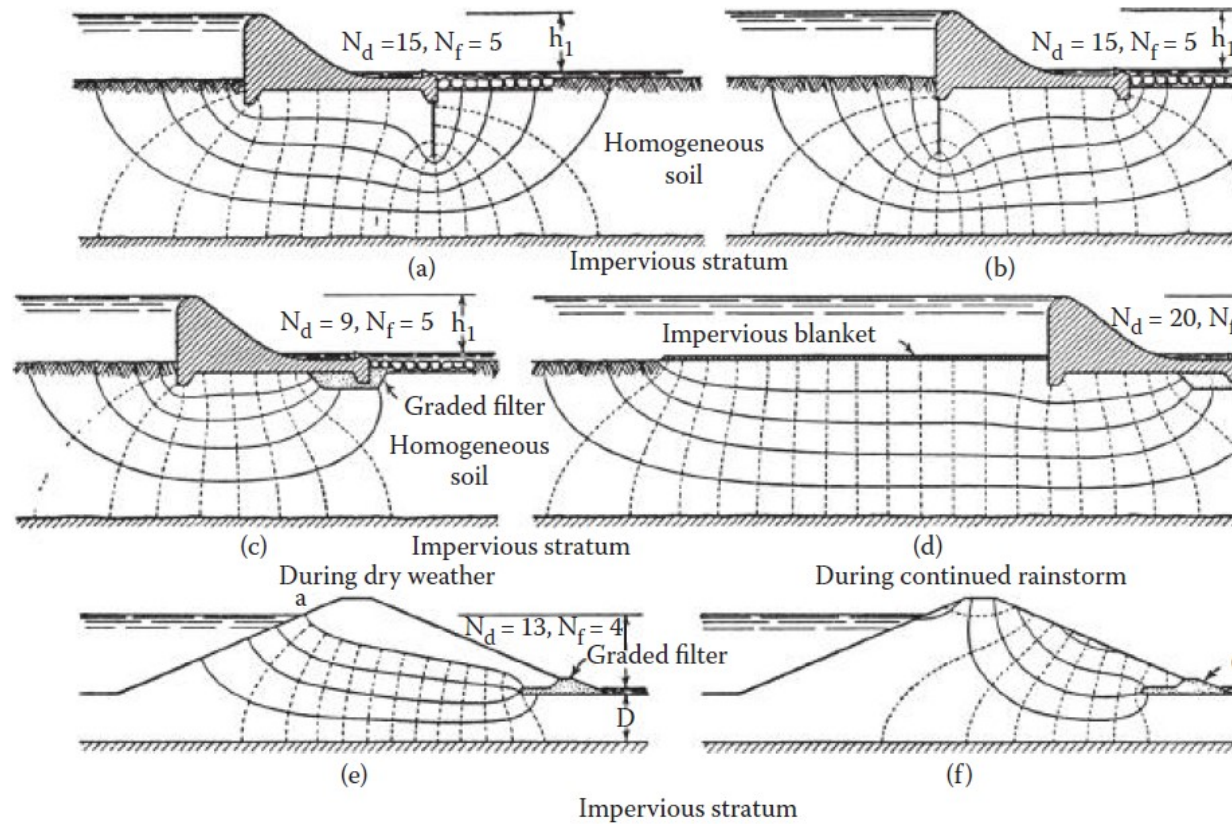 N_d = 15, N_f = 5
h_1
N_d = 15, N_f = 5
h_1
Homogeneous
soil
(a)
Impervious stratum
(b)
N_d = 9, N_f = 5
h_1
Graded filter
Homogeneous
soil
Impervious blanket
N_d = 20, N_f
(c)
Impervious stratum
(d)
During dry weather
a
N_d = 13, N_f = 4
Graded filter
D
(e)
During continued rainstorm
(f)
Impervious stratum